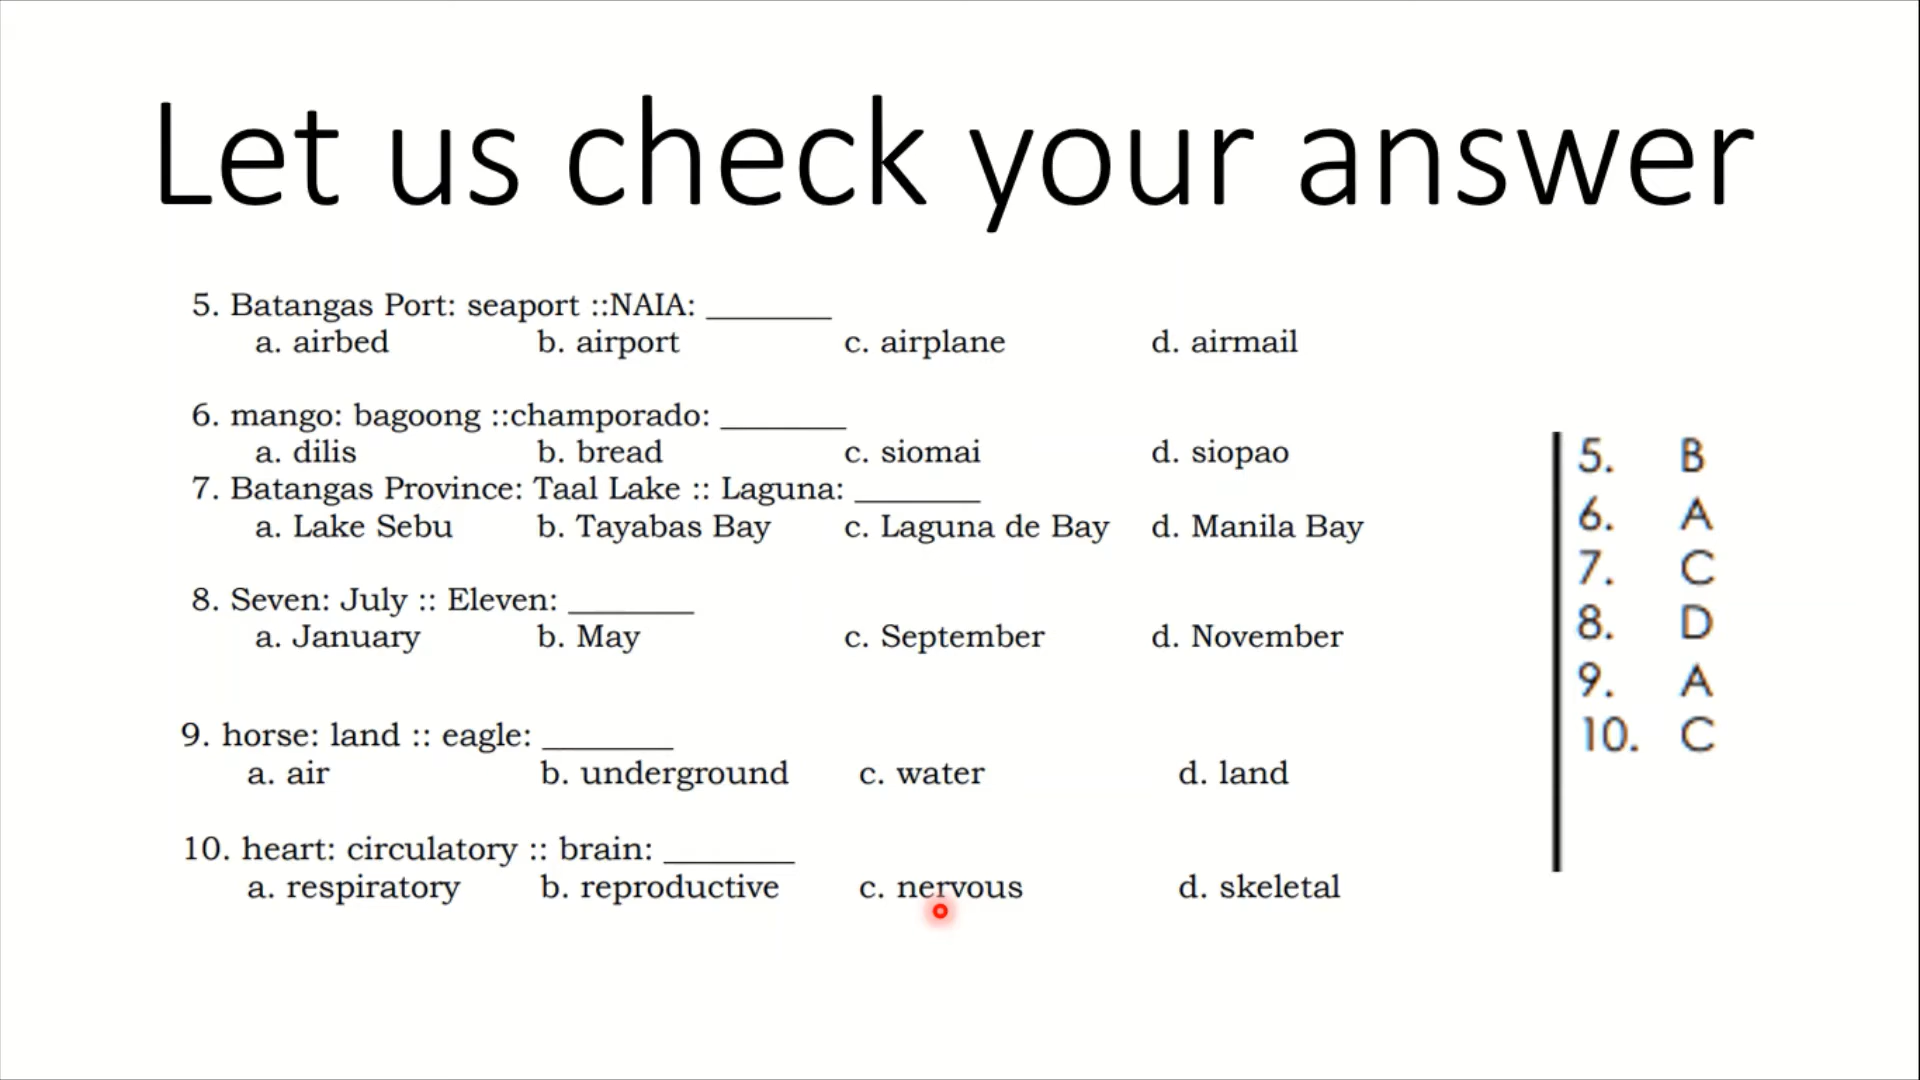 Let us check your answer
5. Batangas Port: seaport ::NAIA: ________
a. airbed b. airport c. airplane d. airmail
6. mango: bagoong ::champorado: ________
a. dilis b. bread c. siomai d. siopao
7. Batangas Province: Taal Lake :: Laguna: ________
a. Lake Sebu b. Tayabas Bay c. Laguna de Bay d. Manila Bay
8. Seven: July :: Eleven: ________
a. January b. May c. September d. November
9. horse: land :: eagle: ________
a. air b. underground c. water d. land
10. heart: circulatory :: brain: ________
a. respiratory b. reproductive c. nervous d. skeletal
5. B
6. A
7. C
8. D
9. A
10. C